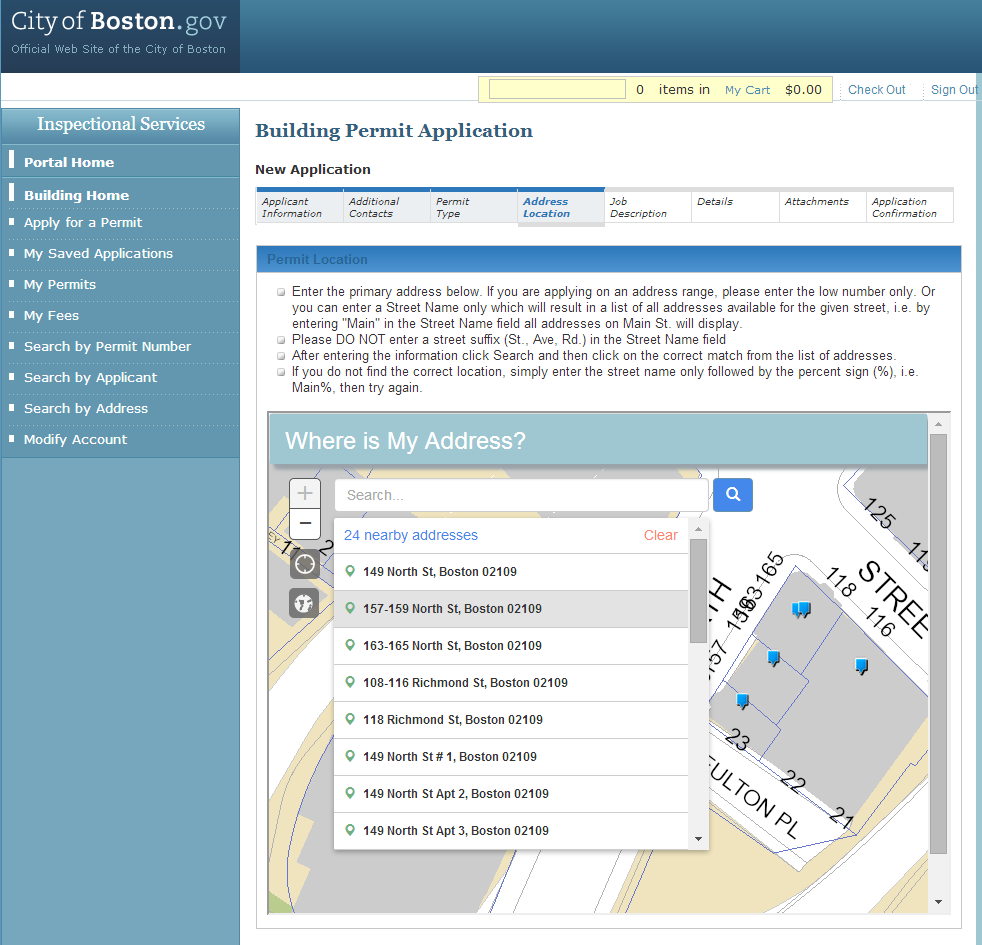 City of Boston.gov
Official Web Site of the City of Boston
0 items in My Cart $0.00 Check Out Sign Out
Inspectional Services
Portal Home
Building Home
Apply for a Permit
My Saved Applications
My Permits
My Fees
Search by Permit Number
Search by Applicant
Search by Address
Modify Account
Building Permit Application
New Application
Applicant
Information
Additional
Contacts
Permit
Type
Address
Location
Job
Description
Details
Attachments
Application
Confirmation
Permit Location
Enter the primary address below. If you are applying on an address range, please enter the low number only. Or
you can enter a Street Name only which will result in a list of all addresses available for the given street, i.e. by
entering "Main" in the Street Name field all addresses on Main St. will display.
Please DO NOT enter a street suffix (St., Ave, Rd.) in the Street Name field
After entering the information click Search and then click on the correct match from the list of addresses.
If you do not find the correct location, simply enter the street name only followed by the percent sign (%), i.e.
Main%, then try again.
Where is My Address?
Search...
24 nearby addresses Clear
149 North St, Boston 02109
157-159 North St, Boston 02109
163-165 North St, Boston 02109
108-116 Richmond St, Boston 02109
118 Richmond St, Boston 02109
149 North St # 1, Boston 02109
149 North St Apt 2, Boston 02109
149 North St Apt 3, Boston 02109
125
STREE
118
116
163-165
23
22
21
FULTON PL